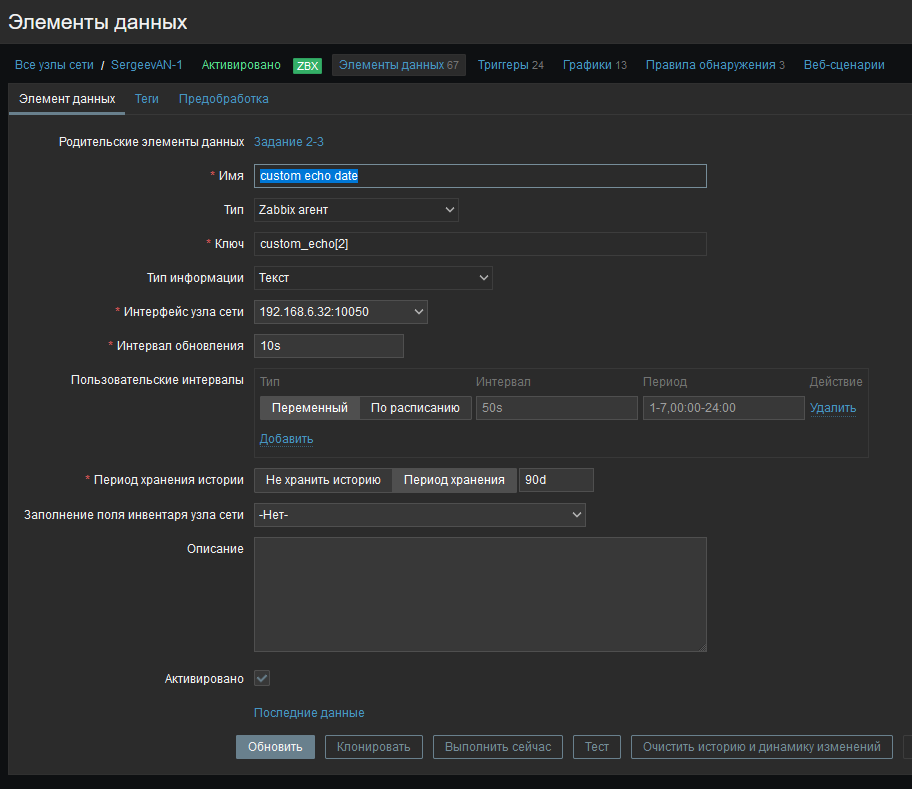 Элементы данных
Все узлы сети / SergeevAN-1 Активировано ZBX Элементы данных 67 Триггеры 24 Графики 13 Правила обнаружения 3 Веб-сценарии
Элемент данных Теги Предобработка
Родительские элементы данных Задание 2-3
* Имя custom echo date
Тип Zabbix агент
* Ключ custom_echo[2]
Тип информации Текст
* Интерфейс узла сети 192.168.6.32:10050
* Интервал обновления 10s
Пользовательские интервалы Тип Интервал Период Действие
Переменный По расписанию 50s 1-7,00:00-24:00 Удалить
Добавить
* Период хранения истории Не хранить историю Период хранения 90d
Заполнение поля инвентаря узла сети -Нет-
Описание
Активировано
Последние данные
Обновить Клонировать Выполнить сейчас Тест Очистить историю и динамику изменений